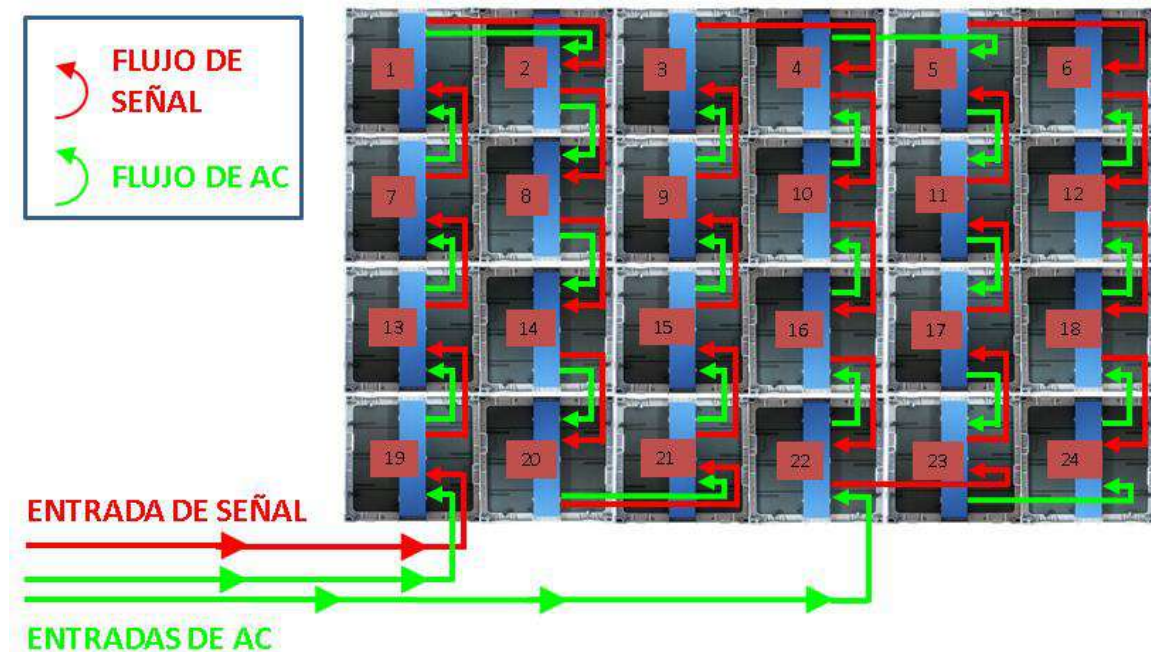 FLUJO DE
SEÑAL
FLUJO DE AC
1 2 3 4 5 6
7 8 9 10 11 12
13 14 15 16 17 18
19 20 21 22 23 24
ENTRADA DE SEÑAL
ENTRADAS DE AC